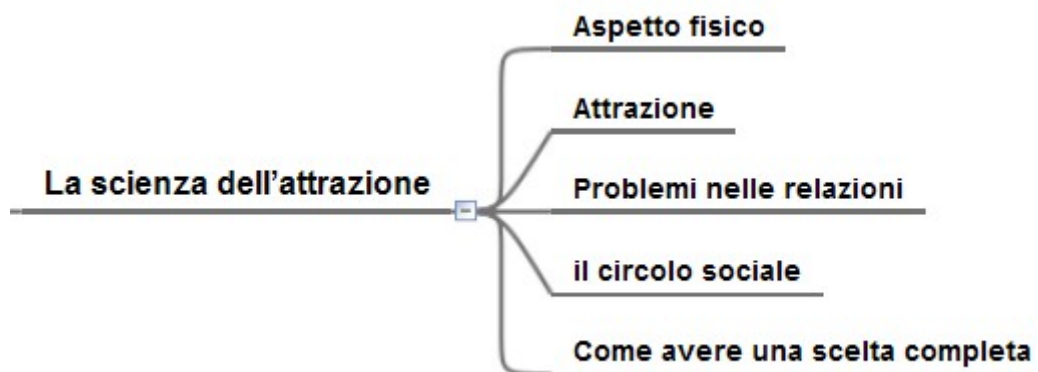 Aspetto fisico
Attrazione
La scienza dell'attrazione
Problemi nelle relazioni
il circolo sociale
Come avere una scelta completa